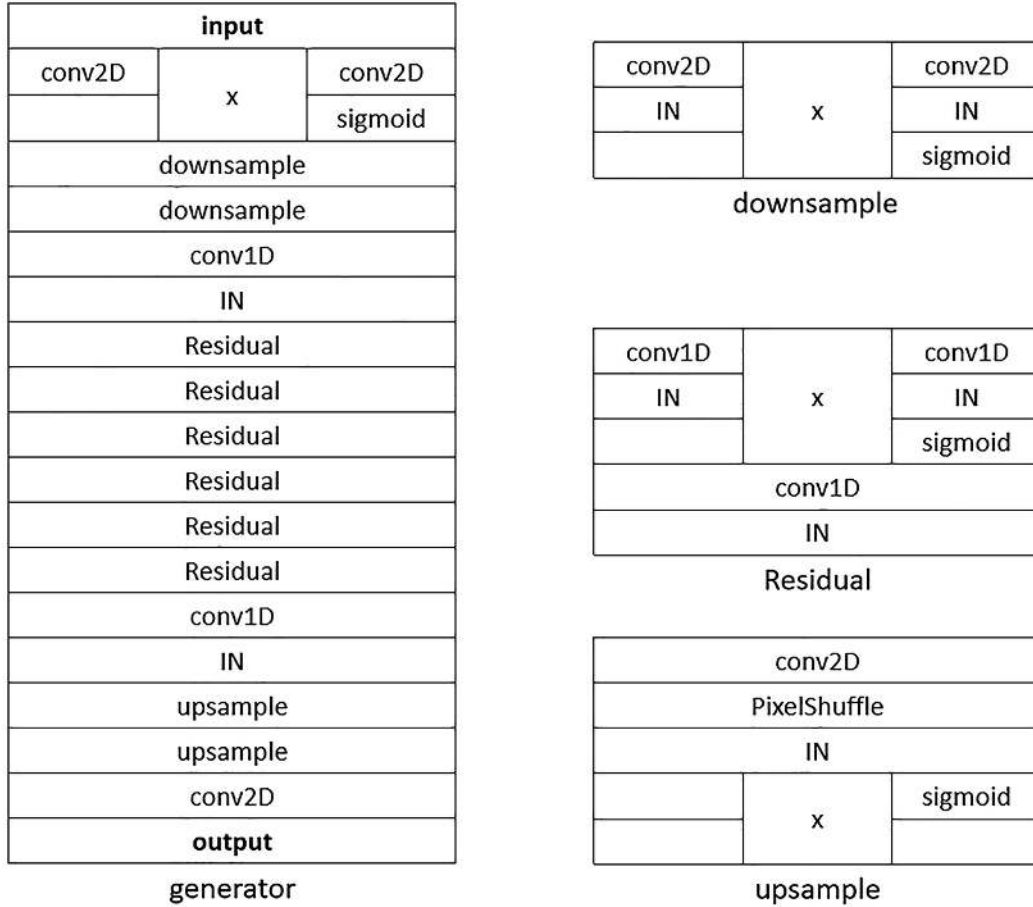 input
conv2D x conv2D
sigmoid
downsample
downsample
conv1D
IN
Residual
Residual
Residual
Residual
Residual
Residual
conv1D
IN
upsample
upsample
conv2D
output
generator
conv2D x conv2D
IN IN
sigmoid
downsample
conv1D x conv1D
IN IN
sigmoid
conv1D
IN
Residual
conv2D
PixelShuffle
IN
x sigmoid
upsample